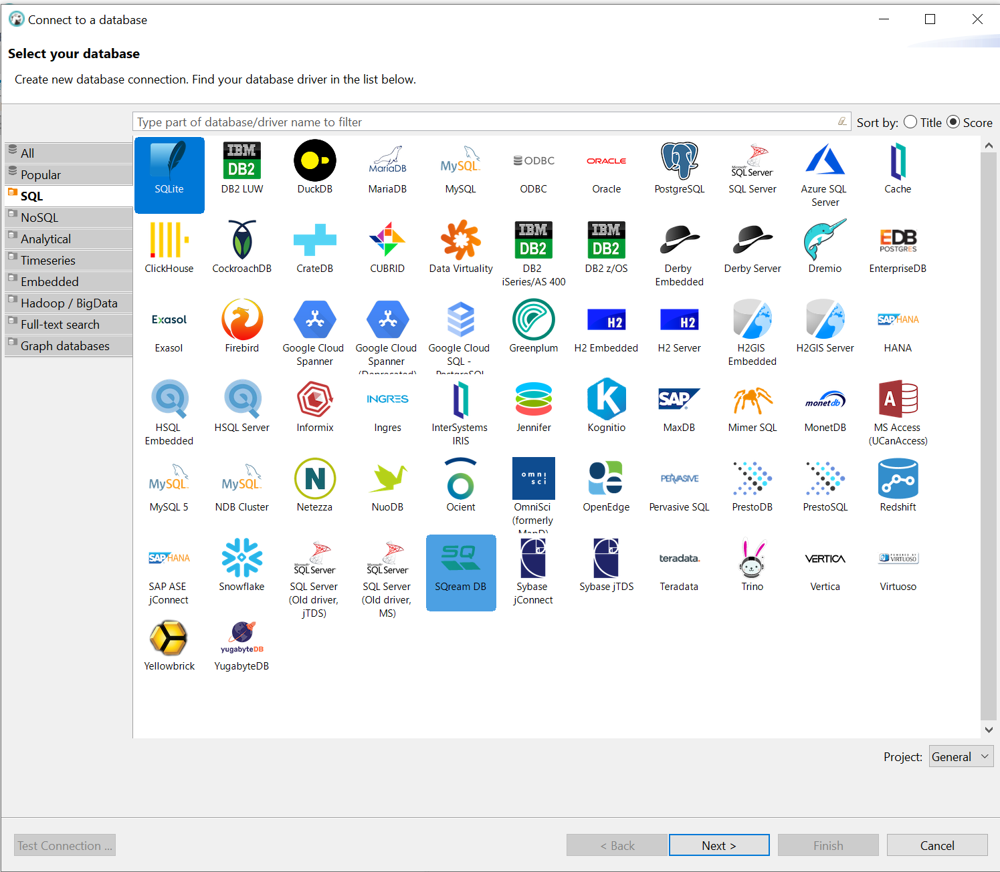 Connect to a database
Select your database
Create new database connection. Find your database driver in the list below.
Type part of database/driver name to filter
Sort by: Title Score
All
Popular
SQL
NoSQL
Analytical
Timeseries
Embedded
Hadoop / BigData
Full-text search
Graph databases
IBM
DB2
MariaDB
MySQL
ODBC
ORACLE
Microsoft
SQL Server
SQLite
DB2 LUW
DuckDB
MariaDB
MySQL
ODBC
Oracle
PostgreSQL
SQL Server
Azure SQL
Server
Cache
IBM
DB2
IBM
DB2
EDB
POSTGRES
ClickHouse
CockroachDB
CrateDB
CUBRID
Data Virtuality
DB2
iSeries/AS 400
DB2 z/OS
Derby
Embedded
Derby Server
Dremio
EnterpriseDB
Exasol
H2
H2
SAP HANA
Exasol
Firebird
Google Cloud
Spanner
Google Cloud
Spanner
(Deprecated)
Google Cloud
SQL -
PostgreSQL
Greenplum
H2 Embedded
H2 Server
H2GIS
Embedded
H2GIS Server
HANA
INGRES
K
SAP
monetdb
A
HSQL
Embedded
HSQL Server
Informix
Ingres
InterSystems
IRIS
Jennifer
Kognitio
MaxDB
Mimer SQL
MonetDB
MS Access
(UCanAccess)
MySQL
MySQL
N
omni
sci
PERVASIVE
MySQL 5
NDB Cluster
Netezza
NuoDB
Ocient
OmniSci
(formerly
MapD)
OpenEdge
Pervasive SQL
PrestoDB
PrestoSQL
Redshift
SAP HANA
Microsoft
SQL Server
Microsoft
SQL Server
SQ
teradata.
VERTICA
POWERED BY
VIRTUOSO
SAP ASE
jConnect
Snowflake
SQL Server
(Old driver,
jTDS)
SQL Server
(Old driver,
MS)
SQream DB
Sybase
jConnect
Sybase jTDS
Teradata
Trino
Vertica
Virtuoso
yugabyteDB
Yellowbrick
YugabyteDB
Project: General
Test Connection ...
< Back
Next >
Finish
Cancel